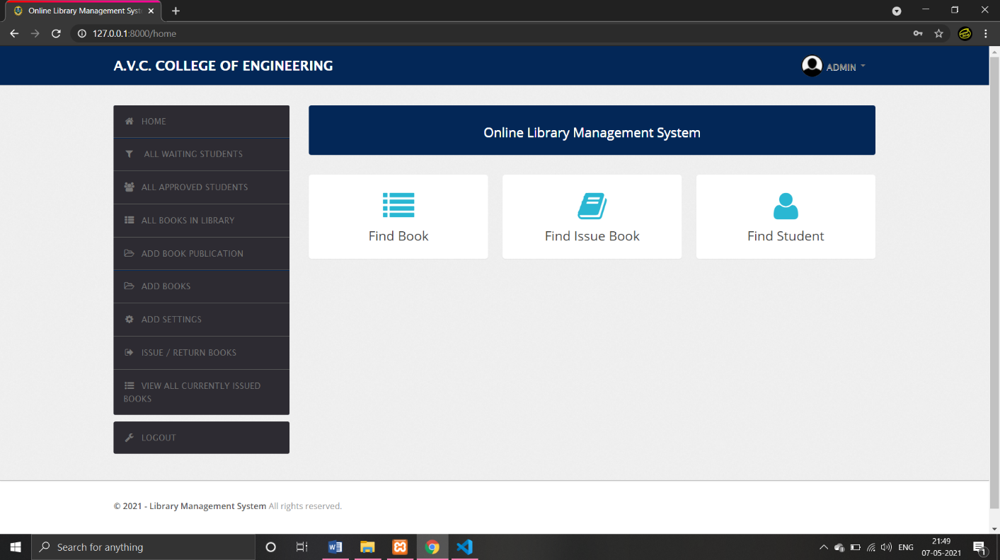 Online Library Management Syst
127.0.0.1:8000/home
A.V.C. COLLEGE OF ENGINEERING
ADMIN
HOME
ALL WAITING STUDENTS
ALL APPROVED STUDENTS
ALL BOOKS IN LIBRARY
ADD BOOK PUBLICATION
ADD BOOKS
ADD SETTINGS
ISSUE / RETURN BOOKS
VIEW ALL CURRENTLY ISSUED
BOOKS
LOGOUT
Online Library Management System
Find Book
Find Issue Book
Find Student
© 2021 - Library Management System All rights reserved.
Search for anything
ENG
21:49
07-05-2021
1